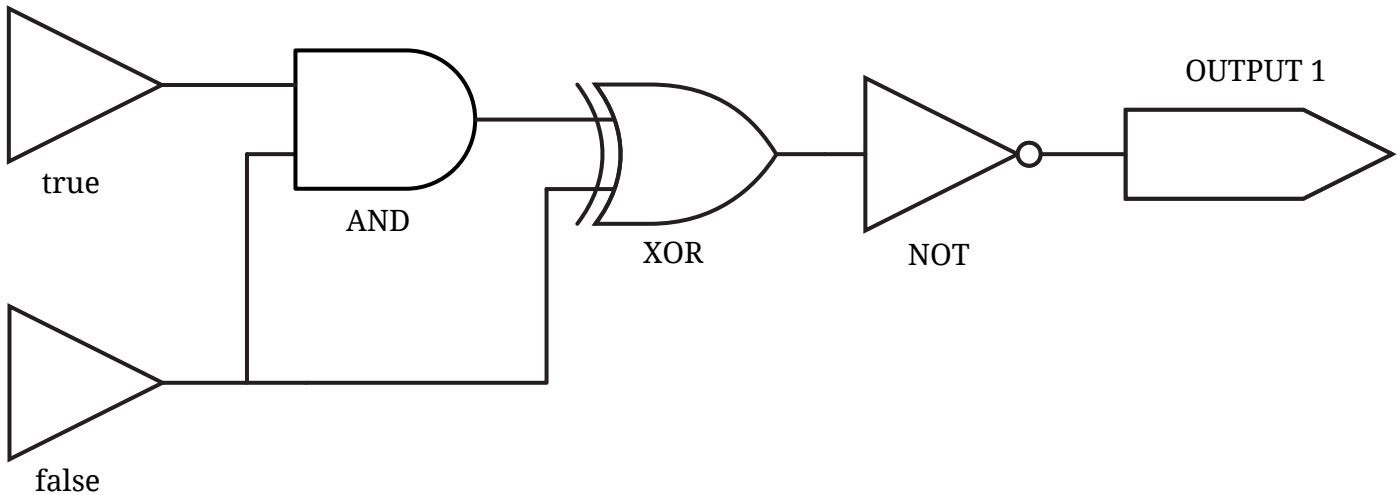 OUTPUT 1
true
AND
XOR
NOT
false